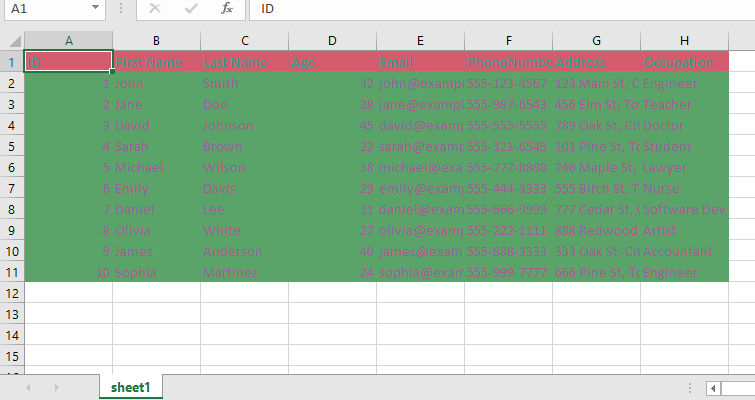 A1 fx ID
A B C D E F G H
1 ID First Name Last Name Age Email PhoneNumbe Address Occupation
2 1 John Smith 32 john@exampl 555-123-4567 123 Main St, C Engineer
3 2 Jane Doe 28 jane@exampl 555-987-6543 456 Elm St, To Teacher
4 3 David Johnson 45 david@examp 555-555-5555 789 Oak St, Cit Doctor
5 4 Sarah Brown 22 sarah@examp 555-321-6549 101 Pine St, To Student
6 5 Michael Wilson 38 michael@exa 555-777-8888 246 Maple St, Lawyer
7 6 Emily Davis 29 emily@examp 555-444-3333 555 Birch St, T Nurse
8 7 Daniel Lee 31 daniel@exam 555-666-9999 777 Cedar St, Software Dev
9 8 Olivia White 27 olivia@examp 555-222-1111 888 Redwood Artist
10 9 James Anderson 40 james@exam 555-888-3333 333 Oak St, Cit Accountant
11 10 Sophia Martinez 24 sophia@exam 555-999-7777 666 Pine St, To Engineer
12
13
14
15
sheet1